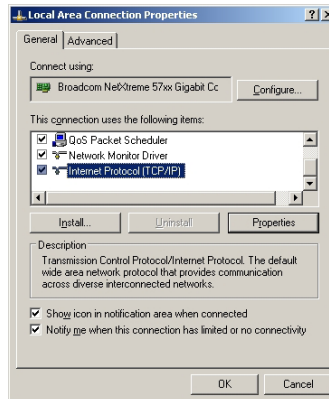 Local Area Connection Properties
General Advanced
Connect using:
Broadcom NetXtreme 57xx Gigabit Cc Configure...
This connection uses the following items:
QoS Packet Scheduler
Network Monitor Driver
Internet Protocol (TCP/IP)
Install... Uninstall Properties
Description
Transmission Control Protocol/Internet Protocol. The default
wide area network protocol that provides communication
across diverse interconnected networks.
Show icon in notification area when connected
Notify me when this connection has limited or no connectivity
OK Cancel